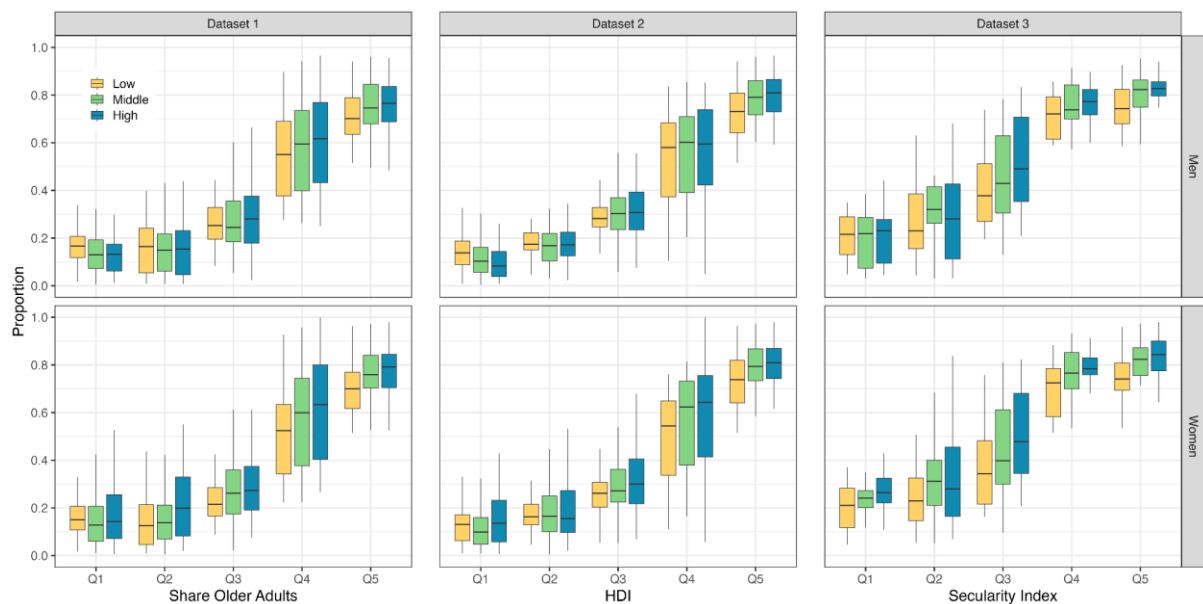 Dataset 1
Dataset 2
Dataset 3
Proportion
1.0
0.8
0.6
0.4
0.2
0.0
Low
Middle
High
Men
1.0
0.8
0.6
0.4
0.2
0.0
Women
Q1 Q2 Q3 Q4 Q5
Q1 Q2 Q3 Q4 Q5
Q1 Q2 Q3 Q4 Q5
Share Older Adults
HDI
Secularity Index